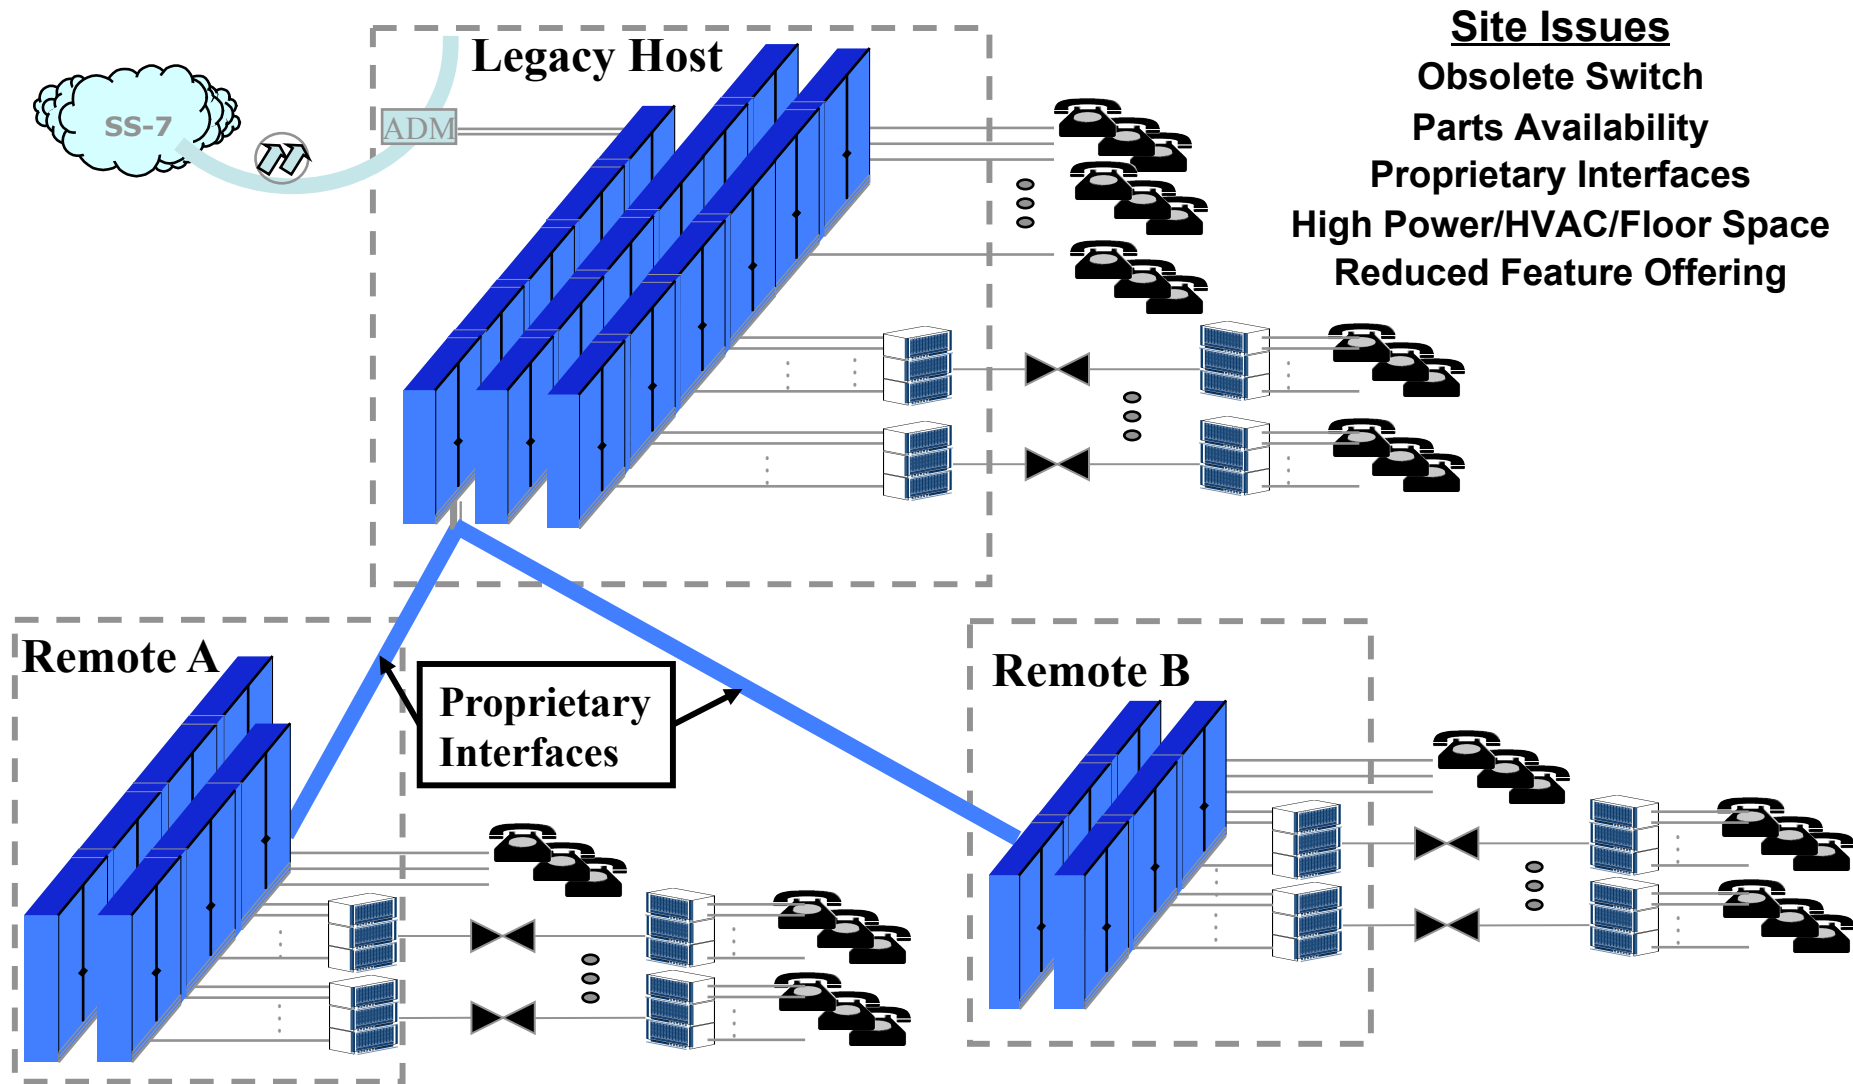 Site Issues
Obsolete Switch
Parts Availability
Proprietary Interfaces
High Power/HVAC/Floor Space
Reduced Feature Offering
Legacy Host
SS-7
ADM
Remote A
Proprietary
Interfaces
Remote B